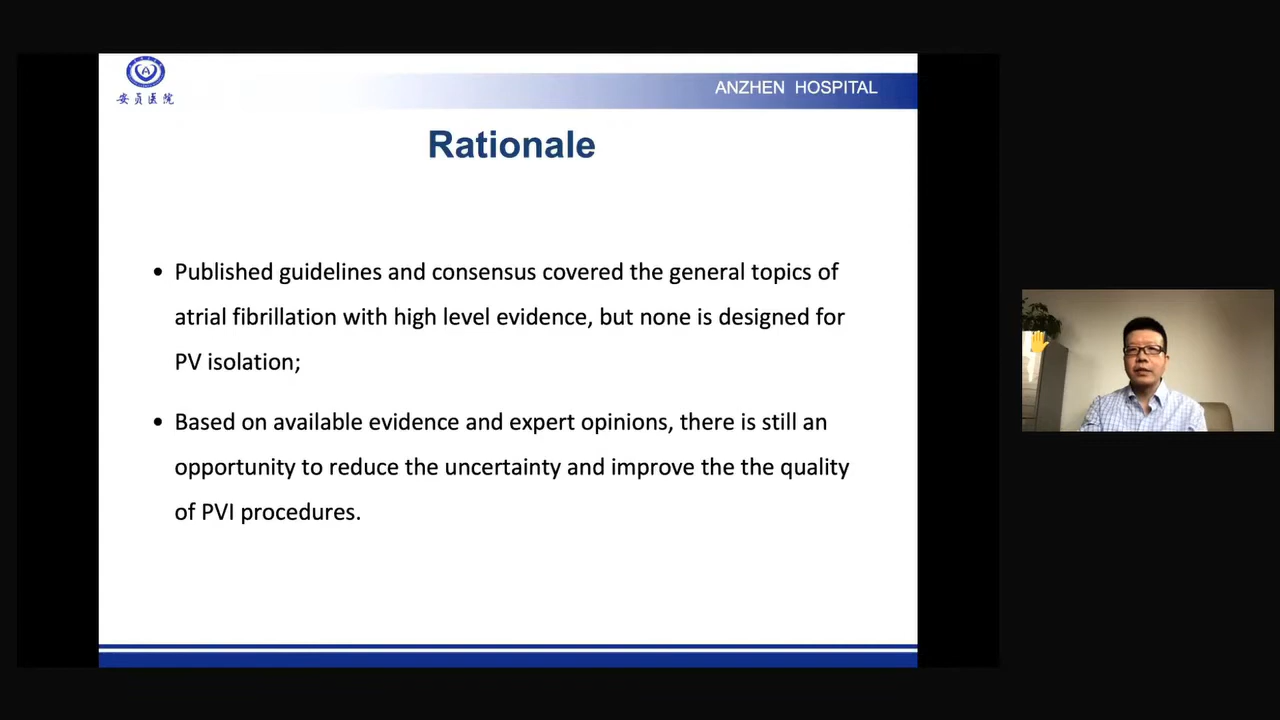 安贞医院
ANZHEN HOSPITAL
Rationale
• Published guidelines and consensus covered the general topics of
atrial fibrillation with high level evidence, but none is designed for
PV isolation;
• Based on available evidence and expert opinions, there is still an
opportunity to reduce the uncertainty and improve the the quality
of PVI procedures.